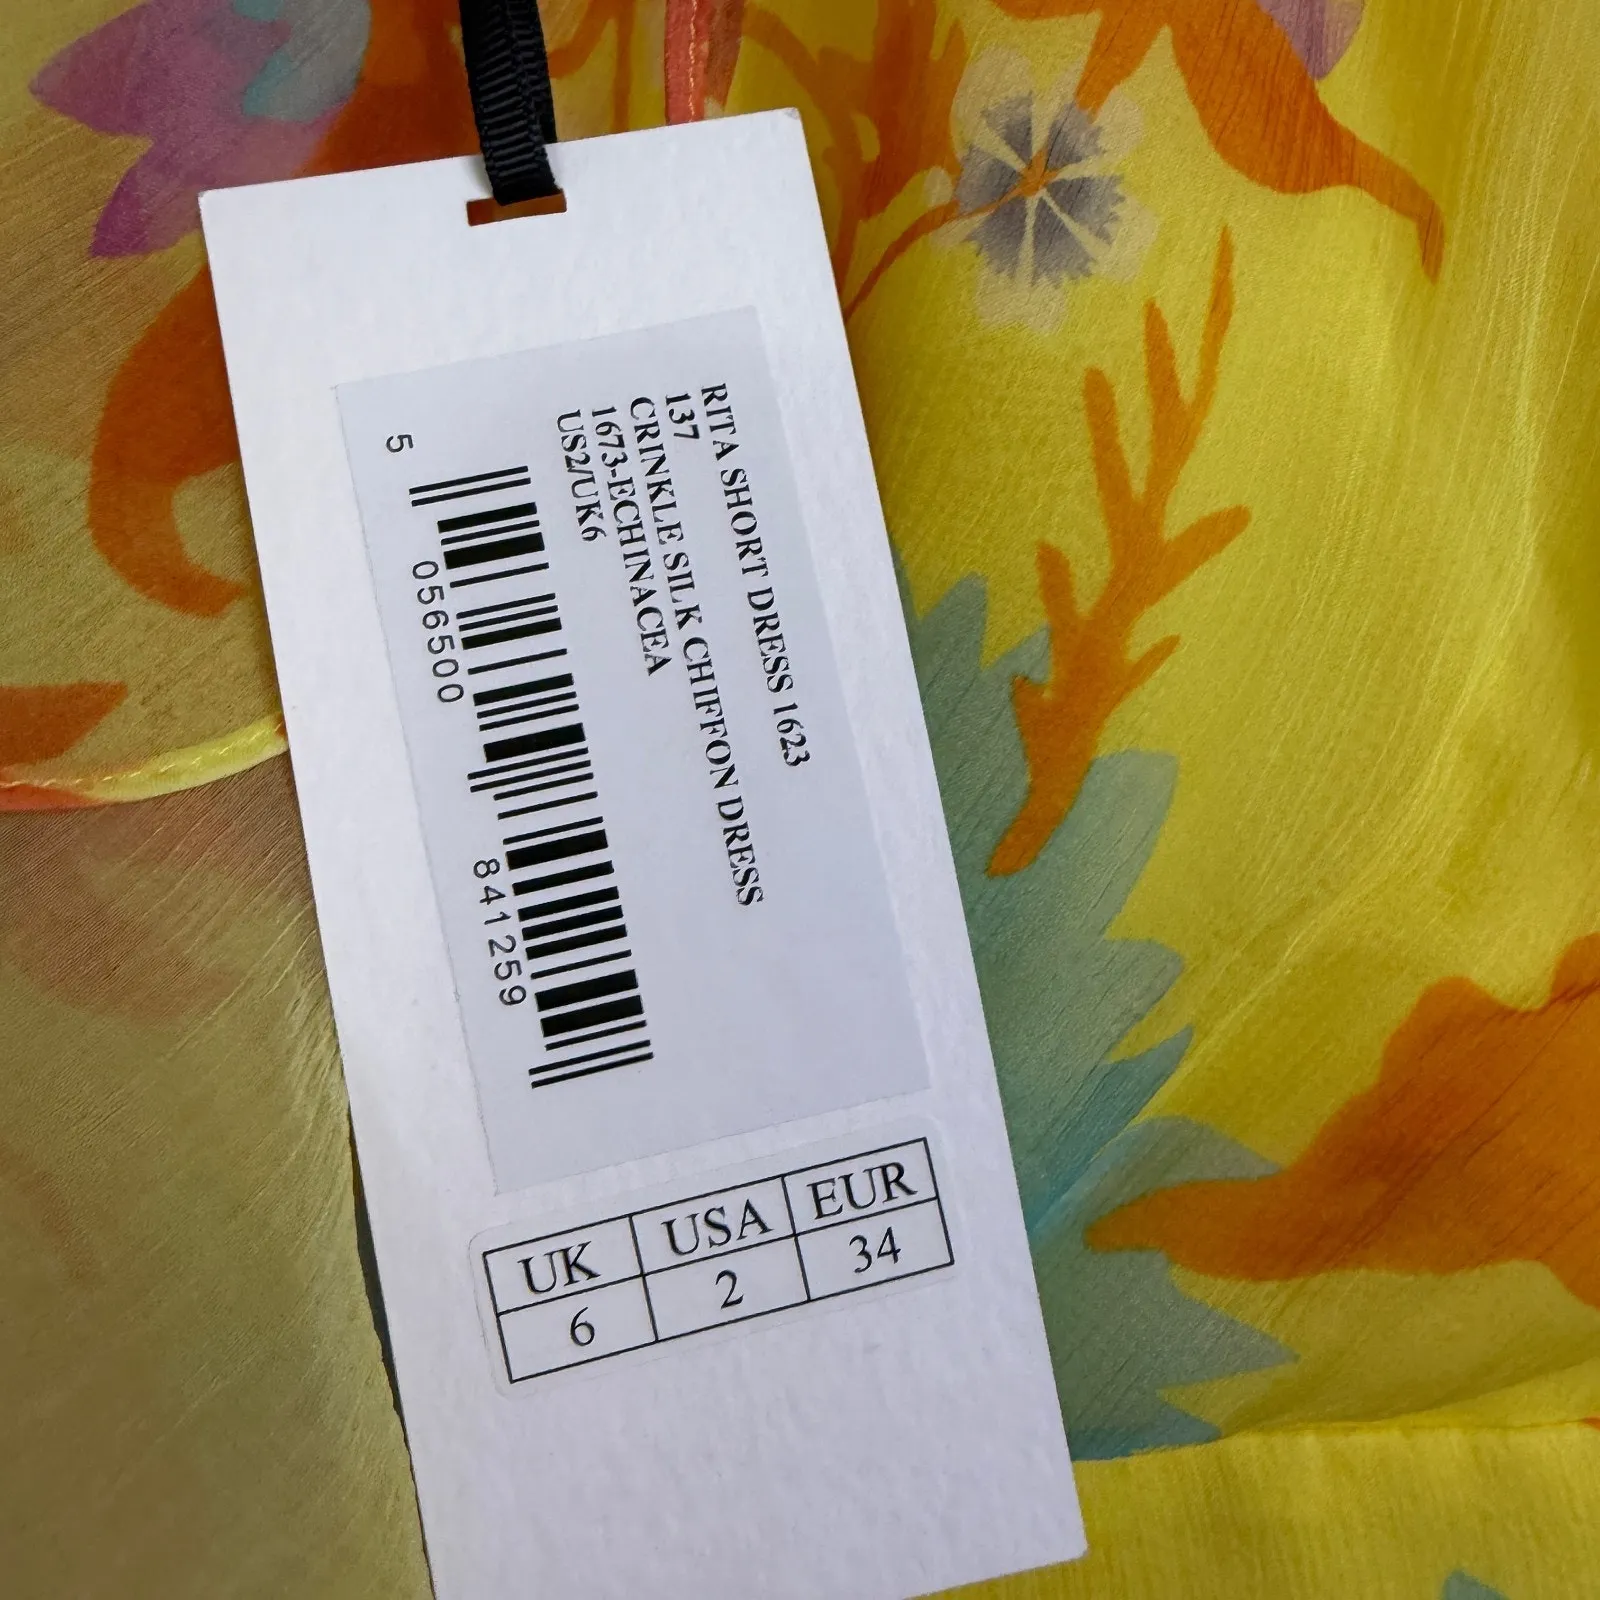 RITA SHORT DRESS 1623
137
CRINKLE SILK CHIFFON DRESS
1673-ECHINACEA
US2/UK6
5 056500 841259
UK USA EUR
6 2 34